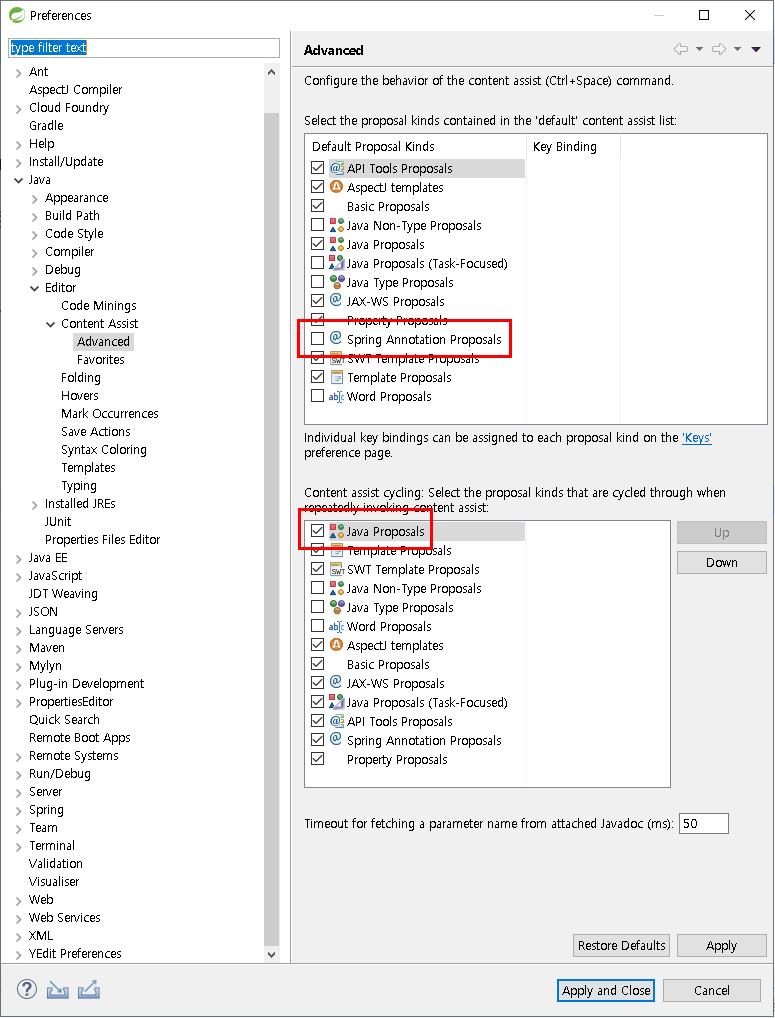 Preferences
type filter text
Ant
AspectJ Compiler
Cloud Foundry
Gradle
Help
Install/Update
Java
Appearance
Build Path
Code Style
Compiler
Debug
Editor
Code Minings
Content Assist
Advanced
Favorites
Folding
Hovers
Mark Occurrences
Save Actions
Syntax Coloring
Templates
Typing
Installed JREs
JUnit
Properties Files Editor
Java EE
JavaScript
JDT Weaving
JSON
Language Servers
Maven
Mylyn
Plug-in Development
PropertiesEditor
Quick Search
Remote Boot Apps
Remote Systems
Run/Debug
Server
Spring
Team
Terminal
Validation
Visualiser
Web
Web Services
XML
YEdit Preferences
Advanced
Configure the behavior of the content assist (Ctrl+Space) command.
Select the proposal kinds contained in the 'default' content assist list:
Default Proposal Kinds Key Binding
API Tools Proposals
AspectJ templates
Basic Proposals
Java Non-Type Proposals
Java Proposals
Java Proposals (Task-Focused)
Java Type Proposals
JAX-WS Proposals
Property Proposals
Spring Annotation Proposals
SWT Template Proposals
Template Proposals
Word Proposals
Individual key bindings can be assigned to each proposal kind on the 'Keys'
preference page.
Content assist cycling: Select the proposal kinds that are cycled through when
repeatedly invoking content assist:
Java Proposals
Template Proposals
SWT Template Proposals
Java Non-Type Proposals
Java Type Proposals
Word Proposals
AspectJ templates
Basic Proposals
JAX-WS Proposals
Java Proposals (Task-Focused)
API Tools Proposals
Spring Annotation Proposals
Property Proposals
Up
Down
Timeout for fetching a parameter name from attached Javadoc (ms): 50
Restore Defaults Apply
Apply and Close Cancel